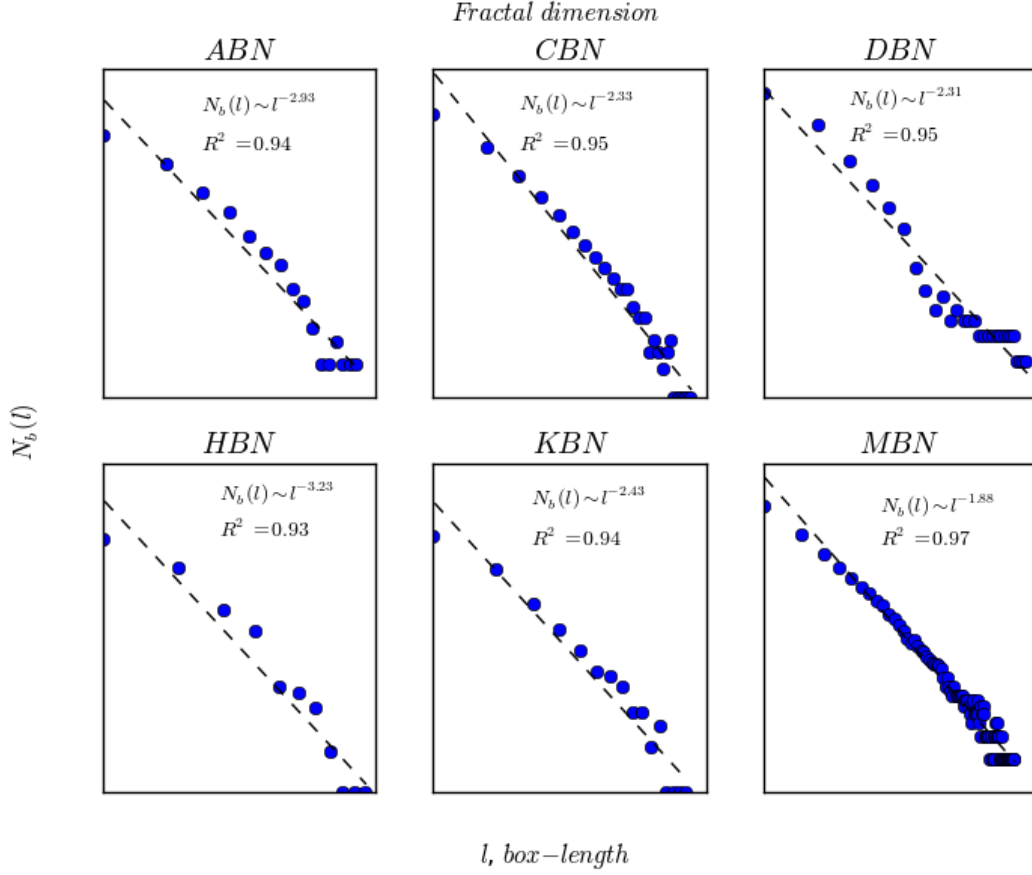 Fractal dimension
ABN
N_b(l) ~ l^{-2.93}
R^2 = 0.94
CBN
N_b(l) ~ l^{-2.33}
R^2 = 0.95
DBN
N_b(l) ~ l^{-2.31}
R^2 = 0.95
N_b(l)
HBN
N_b(l) ~ l^{-3.23}
R^2 = 0.93
KBN
N_b(l) ~ l^{-2.43}
R^2 = 0.94
MBN
N_b(l) ~ l^{-1.88}
R^2 = 0.97
l, box−length